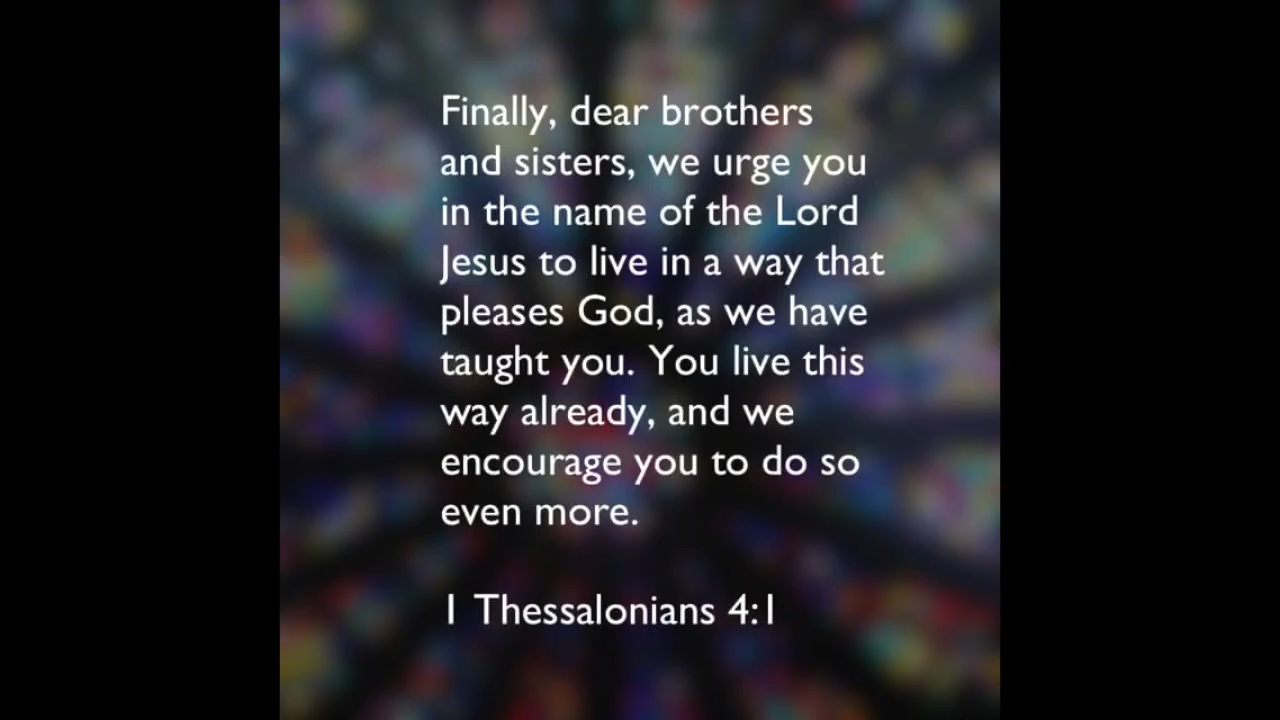 Finally, dear brothers
and sisters, we urge you
in the name of the Lord
Jesus to live in a way that
pleases God, as we have
taught you. You live this
way already, and we
encourage you to do so
even more.
1 Thessalonians 4:1